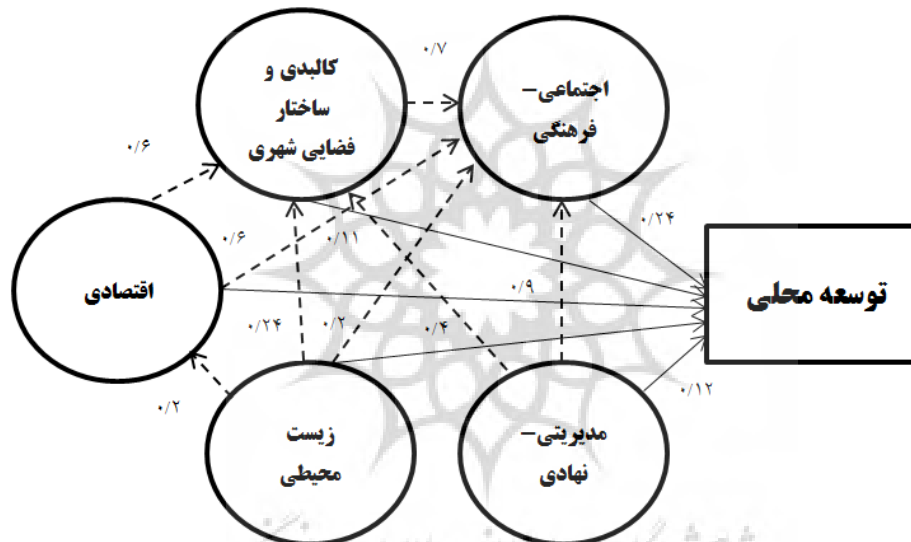 ۰/۷
کالبدی و
ساختار
فضایی شهری
اجتماعی–
فرهنگی
۰/۶
۰/۲۴
۰/۶
۰/۱۱
اقتصادی
۰/۹
توسعه محلی
۰/۲۴
۰/۲
۰/۴
۰/۱۲
۰/۲
زیست
محیطی
مدیریتی–
نهادی